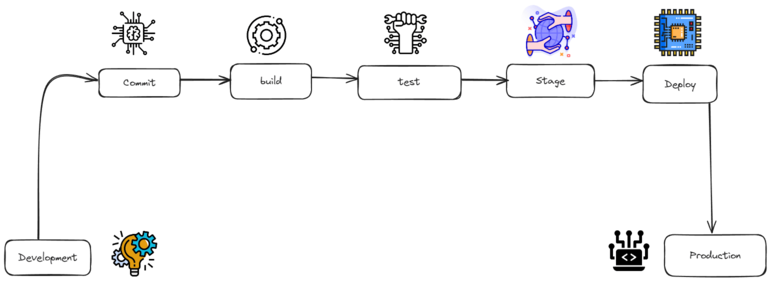 Commit
build
test
Stage
Deploy
Development
Production